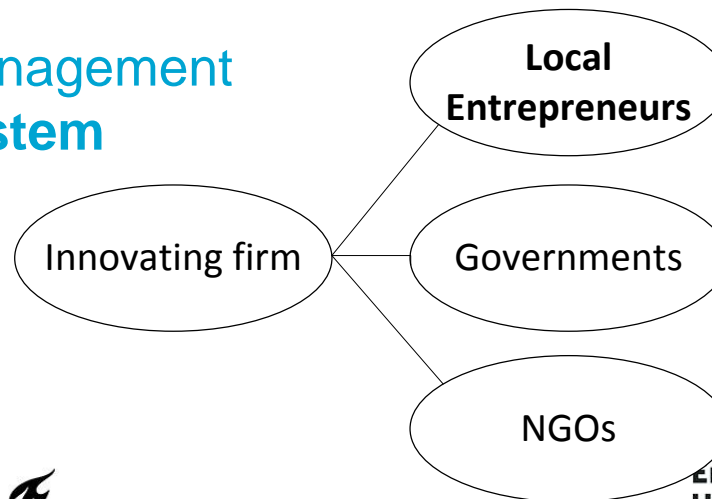 nagement
stem
Local
Entrepreneurs
Innovating firm
Governments
NGOs